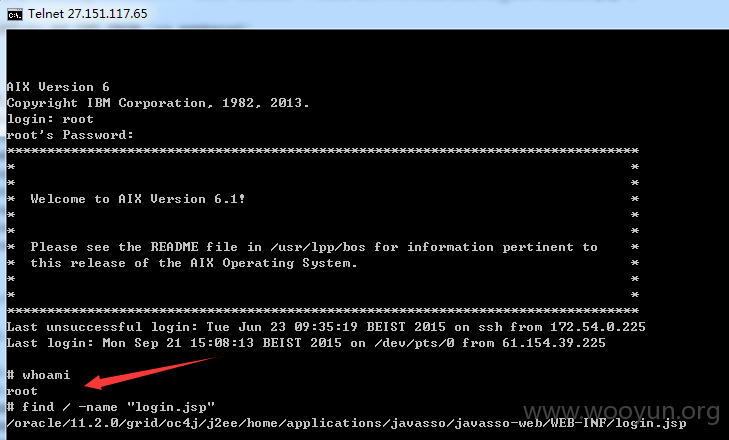 Telnet 27.151.117.65
AIX Version 6
Copyright IBM Corporation, 1982, 2013.
login: root
root's Password:
*******************************************************************************
*                                                                             *
*                                                                             *
*  Welcome to AIX Version 6.1!                                                *
*                                                                             *
*                                                                             *
*  Please see the README file in /usr/lpp/bos for information pertinent to    *
*  this release of the AIX Operating System.                                  *
*                                                                             *
*                                                                             *
*******************************************************************************
Last unsuccessful login: Tue Jun 23 09:35:19 BEIST 2015 on ssh from 172.54.0.225
Last login: Mon Sep 21 15:08:13 BEIST 2015 on /dev/pts/0 from 61.154.39.225
# whoami
root
# find / -name "login.jsp"
/oracle/11.2.0/grid/oc4j/j2ee/home/applications/javasso/javasso-web/WEB-INF/login.jsp
www.wooyun.org